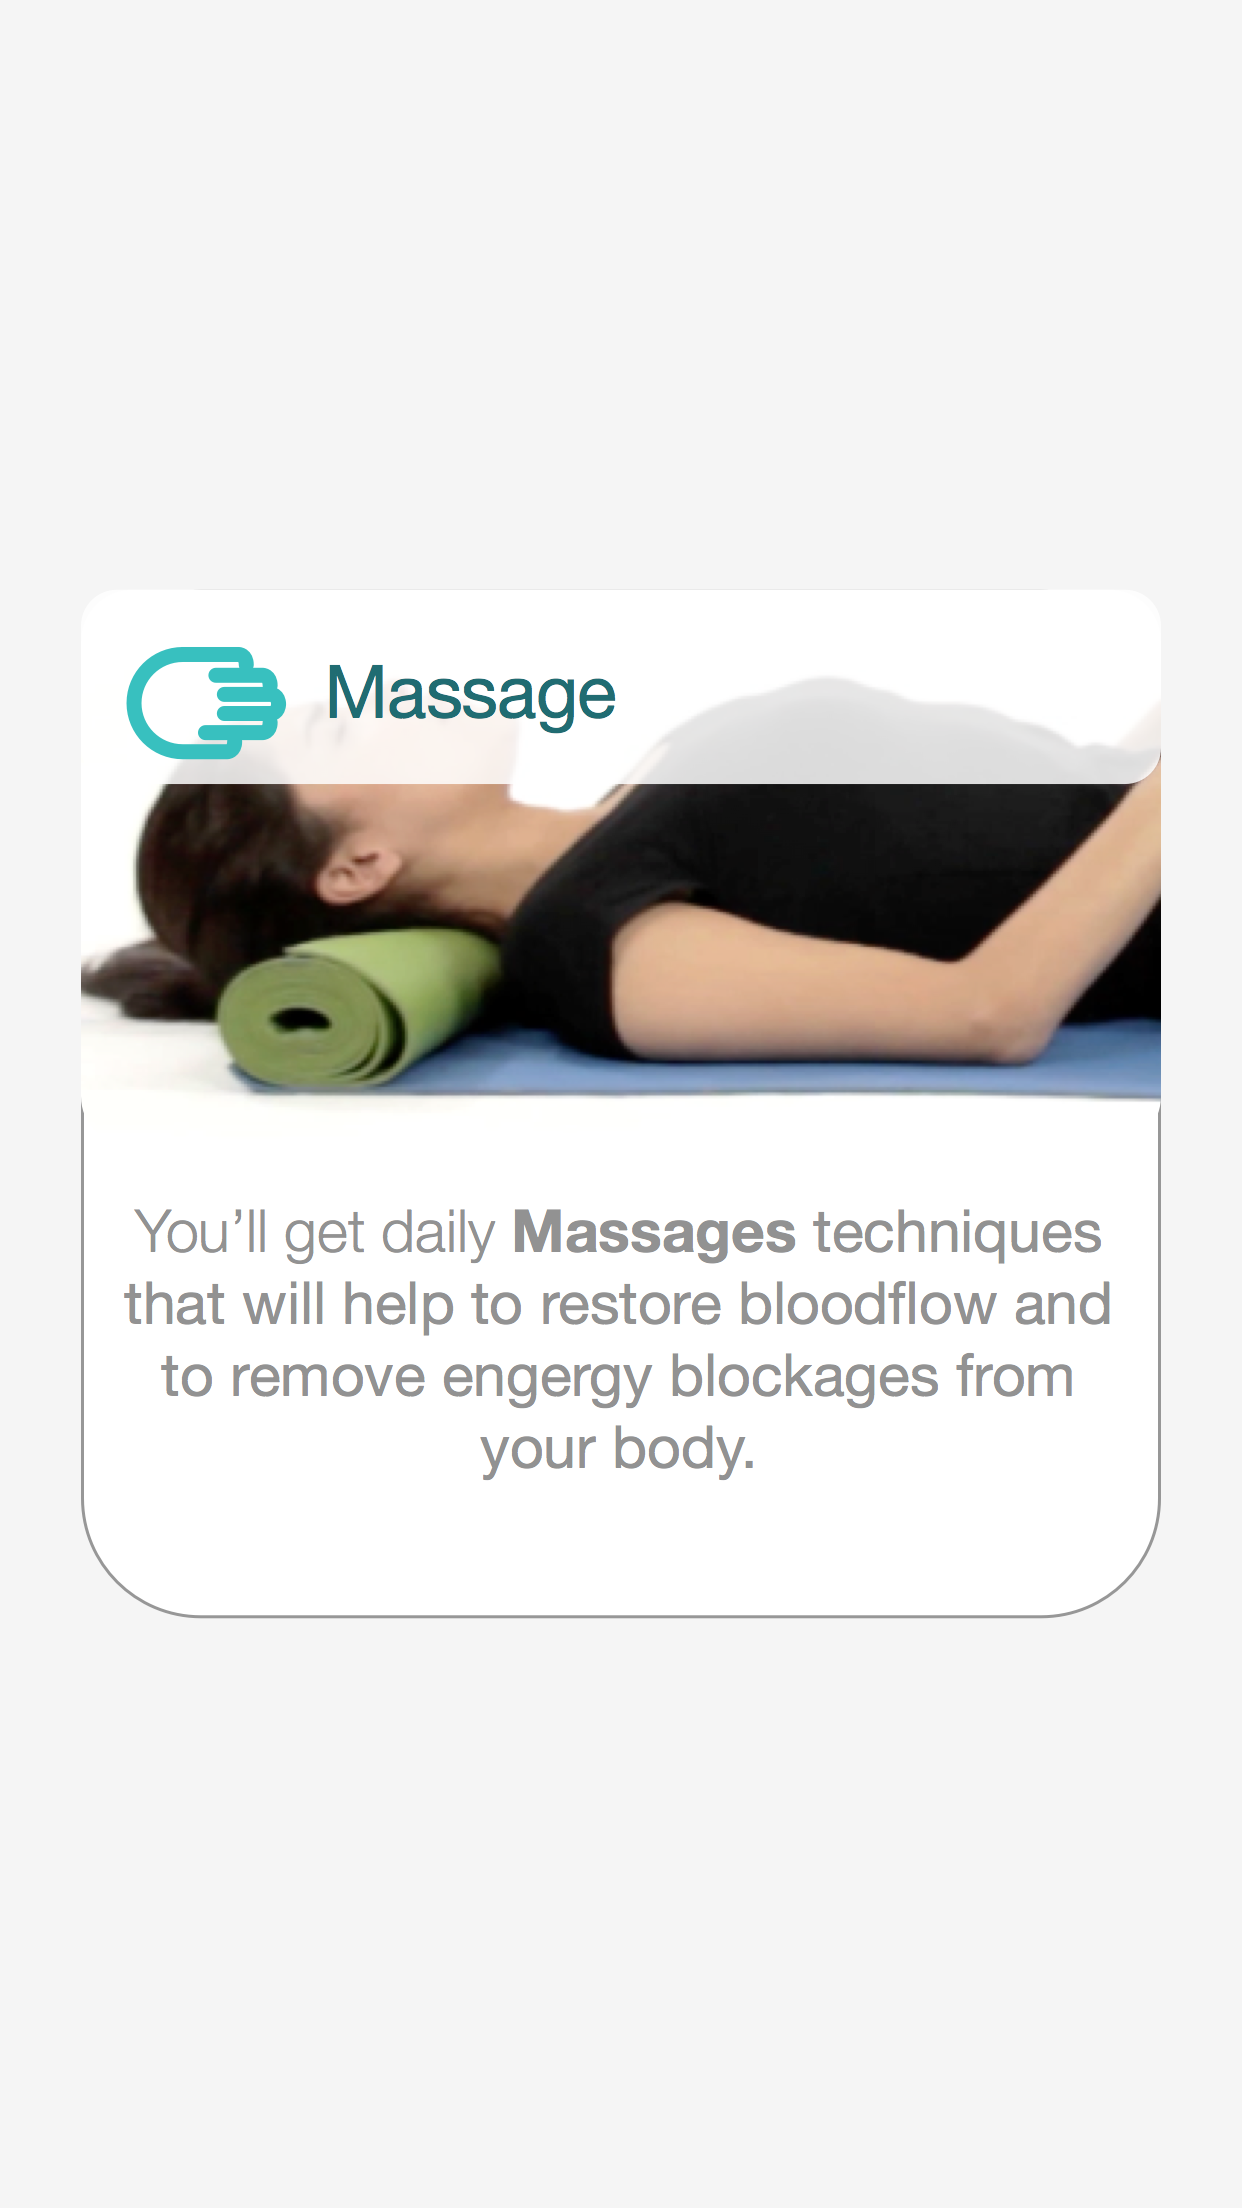 Massage
You’ll get daily Massages techniques
that will help to restore bloodflow and
to remove engergy blockages from
your body.